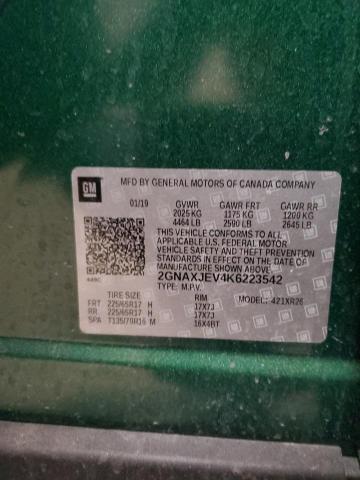 GM MFD BY GENERAL MOTORS OF CANADA COMPANY
01/19 GVWR GAWR FRT GAWR RR
2025 KG 1175 KG 1200 KG
4464 LB 2590 LB 2645 LB
THIS VEHICLE CONFORMS TO ALL
APPLICABLE U.S. FEDERAL MOTOR
VEHICLE SAFETY AND THEFT PREVENTION
STANDARDS IN EFFECT ON THE DATE OF
MANUFACTURE SHOWN ABOVE.
2GNAXJEV4K6223542
TYPE: M.P.V.
TIRE SIZE RIM MODEL: 421XR26
FRT 225/65R17 H 17X7J
RR 225/65R17 H 17X7J
SPA T135/70R16 M 16X4BT